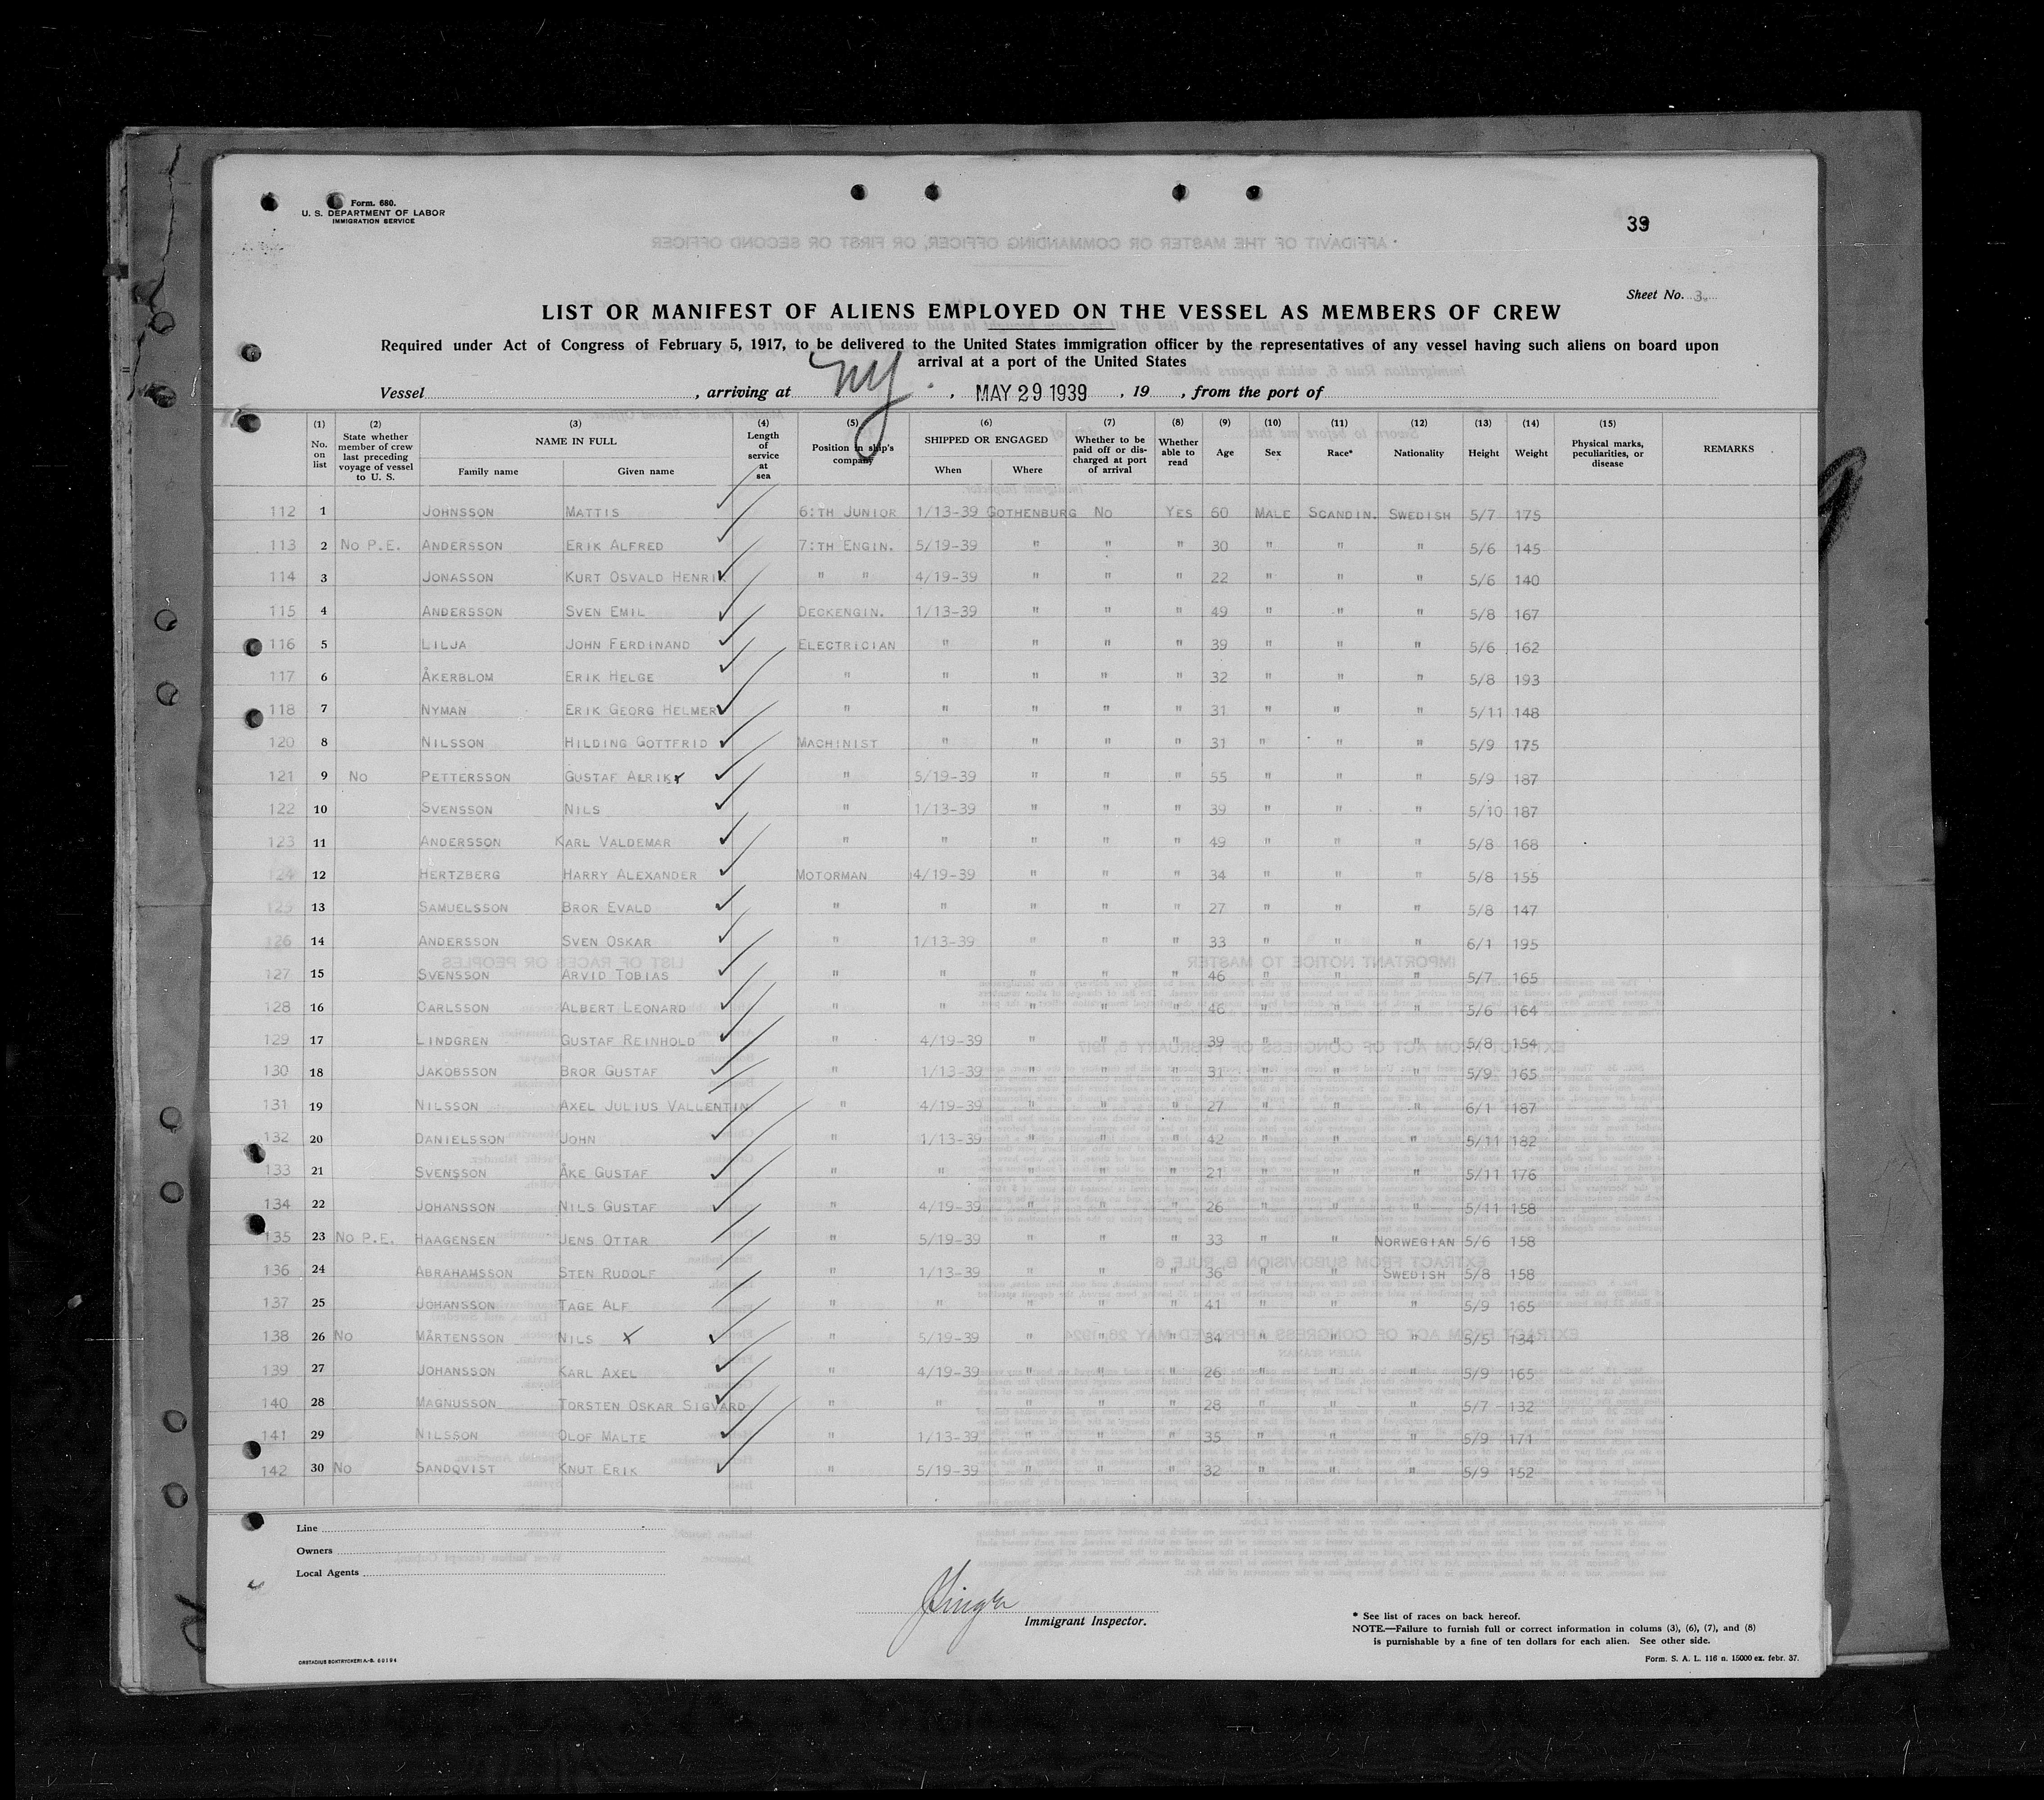 Form. 680.
U. S. DEPARTMENT OF LABOR
IMMIGRATION SERVICE
39
Sheet No. 3.
LIST OR MANIFEST OF ALIENS EMPLOYED ON THE VESSEL AS MEMBERS OF CREW
Required under Act of Congress of February 5, 1917, to be delivered to the United States immigration officer by the representatives of any vessel having such aliens on board upon
arrival at a port of the United States
Vessel , arriving at NY. , MAY 29 1939 , 19 , from the port of
(1) No. on list (2) State whether member of crew last preceding voyage of vessel to U. S. (3) NAME IN FULL Family name Given name (4) Length of service at sea (5) Position in ship's company (6) SHIPPED OR ENGAGED When Where (7) Whether to be paid off or discharged at port of arrival (8) Whether able to read (9) Age (10) Sex (11) Race* (12) Nationality (13) Height (14) Weight (15) Physical marks, peculiarities, or disease REMARKS
112 1 JOHNSSON MATTIS 6:TH JUNIOR 1/13-39 GOTHENBURG NO YES 60 MALE SCANDIN. SWEDISH 5/7 175
113 2 NO P.E. ANDERSSON ERIK ALFRED 7:TH ENGIN. 5/19-39 " " " 30 " " " 5/6 145
114 3 JONASSON KURT OSVALD HENRIK " " 4/19-39 " " " 22 " " " 5/6 140
115 4 ANDERSSON SVEN EMIL DECKENGIN. 1/13-39 " " " 49 " " " 5/8 167
116 5 LILJA JOHN FERDINAND ELECTRICIAN " " " " 39 " " " 5/6 162
117 6 ÅKERBLOM ERIK HELGE " " " " " 32 " " " 5/8 193
118 7 NYMAN ERIK GEORG HELMER " " " " " 31 " " " 5/11 148
120 8 NILSSON HILDING GOTTFRID MACHINIST " " " " 31 " " " 5/9 175
121 9 NO PETTERSSON GUSTAF ALRIK " 5/19-39 " " " 55 " " " 5/9 187
122 10 SVENSSON NILS " 1/13-39 " " " 39 " " " 5/10 187
123 11 ANDERSSON KARL VALDEMAR " " " " " 49 " " " 5/8 168
124 12 HERTZBERG HARRY ALEXANDER MOTORMAN 4/19-39 " " " 34 " " " 5/8 155
125 13 SAMUELSSON BROR EVALD " " " " " 27 " " " 5/8 147
126 14 ANDERSSON SVEN OSKAR " 1/13-39 " " " 33 " " " 6/1 195
127 15 SVENSSON ARVID TOBIAS " " " " " 46 " " " 5/7 165
128 16 CARLSSON ALBERT LEONARD " " " " " 46 " " " 5/6 164
129 17 LINDGREN GUSTAF REINHOLD " 4/19-39 " " " 39 " " " 5/8 154
130 18 JAKOBSSON BROR GUSTAF " 1/13-39 " " " 31 " " " 5/9 165
131 19 NILSSON AXEL JULIUS VALLENTIN " 4/19-39 " " " 27 " " " 6/1 187
132 20 DANIELSSON JOHN " 1/13-39 " " " 42 " " " 5/11 182
133 21 SVENSSON ÅKE GUSTAF " " " " " 21 " " " 5/11 176
134 22 JOHANSSON NILS GUSTAF " 4/19-39 " " " 26 " " " 5/11 158
135 23 NO P.E. HAAGENSEN JENS OTTAR " 5/19-39 " " " 33 " " NORWEGIAN 5/6 158
136 24 ABRAHAMSSON STEN RUDOLF " 1/13-39 " " " 36 " " SWEDISH 5/8 158
137 25 JOHANSSON TAGE ALF " " " " " 41 " " " 5/9 165
138 26 NO MÅRTENSSON NILS X " 5/19-39 " " " 34 " " " 5/5 134
139 27 JOHANSSON KARL AXEL " 4/19-39 " " " 26 " " " 5/9 165
140 28 MAGNUSSON TORSTEN OSKAR SIGVARD " " " " " 28 " " " 5/7 132
141 29 NILSSON OLOF MALTE " 1/13-39 " " " 35 " " " 5/9 171
142 30 NO SANDQVIST KNUT ERIK " 5/19-39 " " " 32 " " " 5/9 152
Line
Owners
Local Agents
Immigrant Inspector.
* See list of races on back hereof.
NOTE.—Failure to furnish full or correct information in colums (3), (6), (7), and (8)
is punishable by a fine of ten dollars for each alien. See other side.
Form. S. A. L. 116 n. 15000 ex. febr. 37.